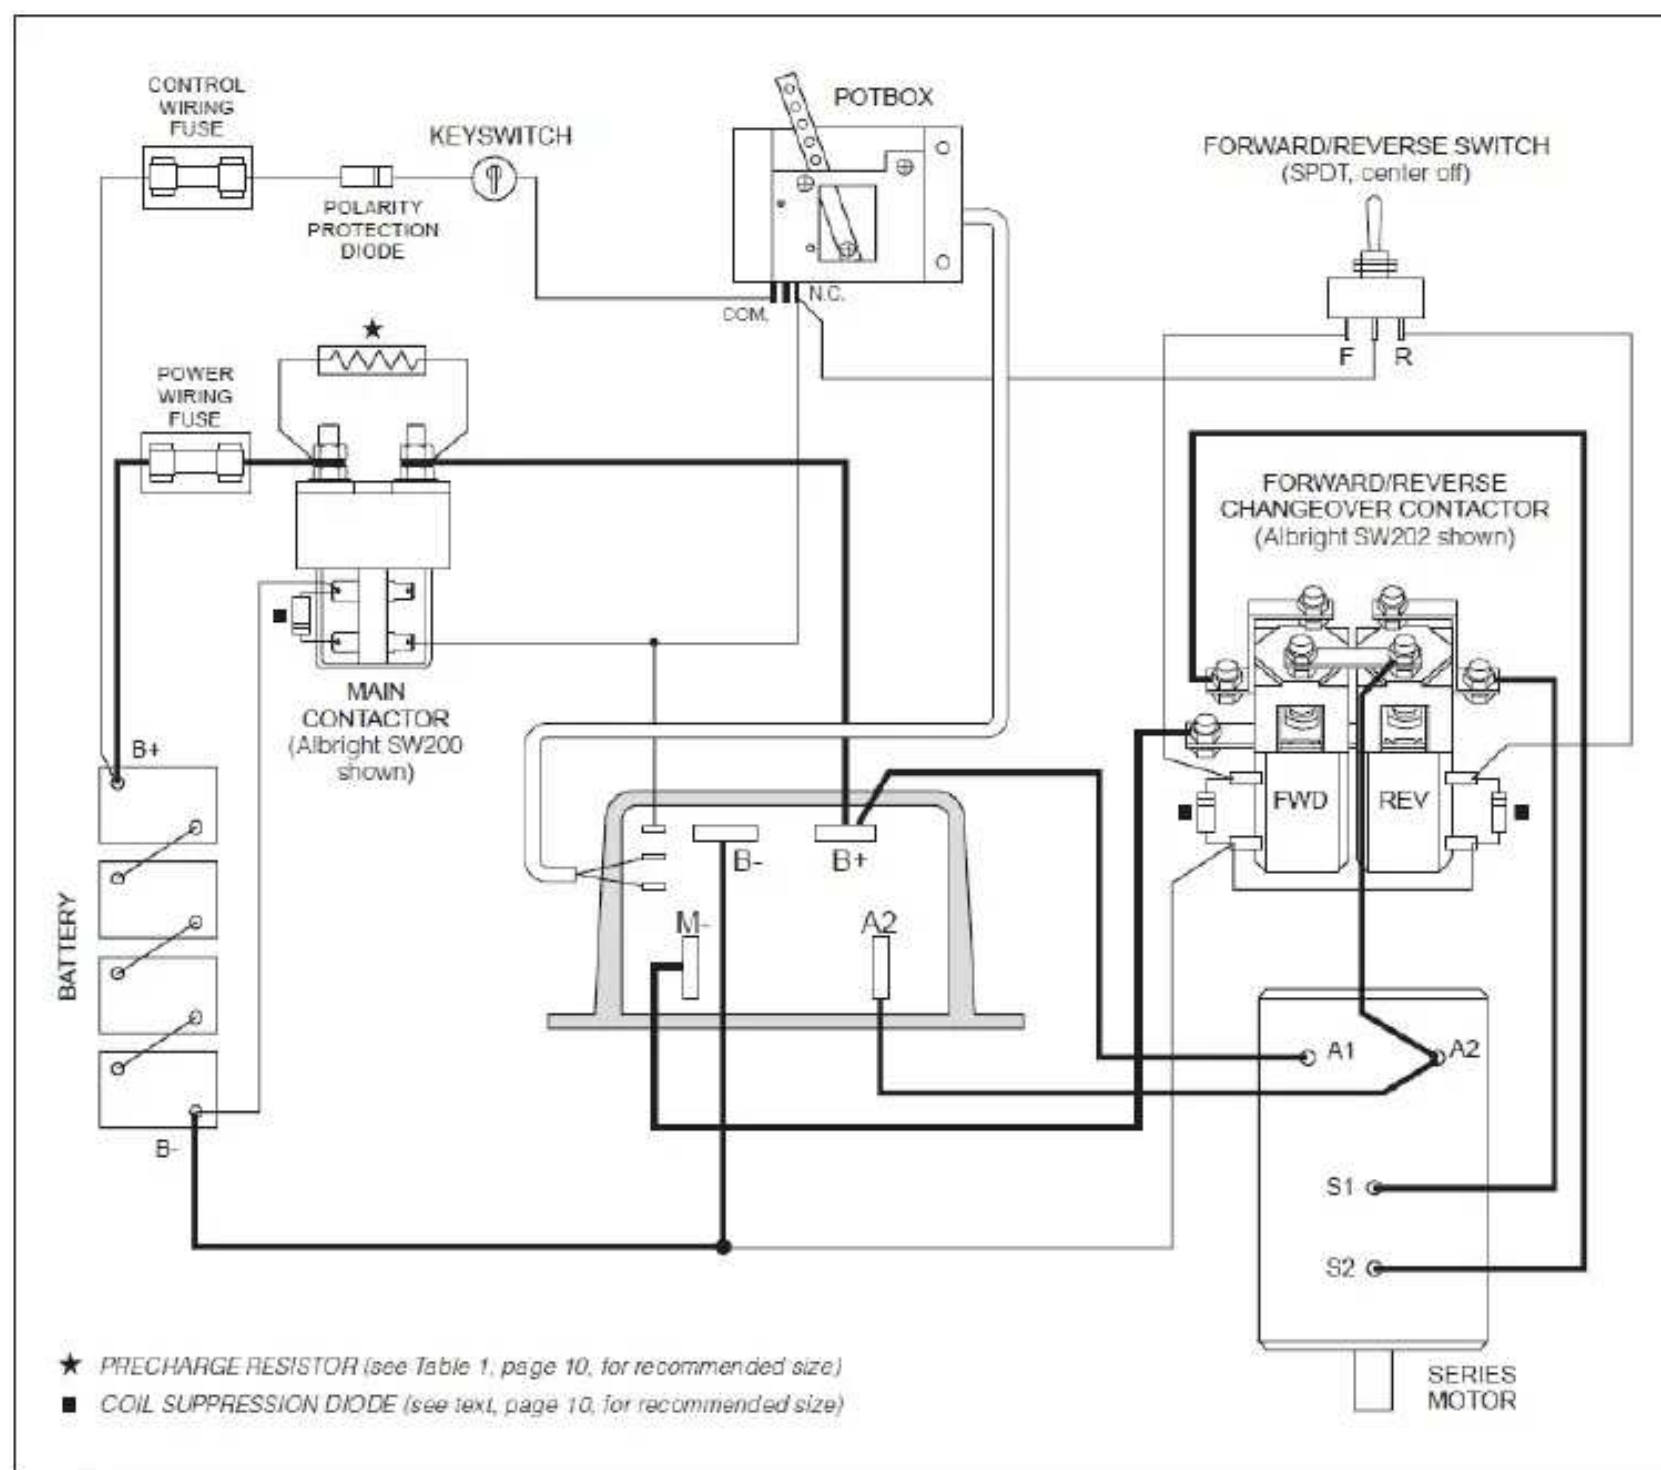 CONTROL
WIRING
FUSE
KEYSWITCH
POLARITY
PROTECTION
DIODE
POTBOX
COM.
N.C.
FORWARD/REVERSE SWITCH
(SPDT, center off)
F
R
★
POWER
WIRING
FUSE
MAIN
CONTACTOR
(Albright SW200
shown)
FORWARD/REVERSE
CHANGEOVER CONTACTOR
(Albright SW202 shown)
FWD
REV
B+
BATTERY
B-
B-
B+
M-
A2
A1
A2
S1
S2
SERIES
MOTOR
★ PRECHARGE RESISTOR (see Table 1, page 10, for recommended size)
■ COIL SUPPRESSION DIODE (see text, page 10, for recommended size)